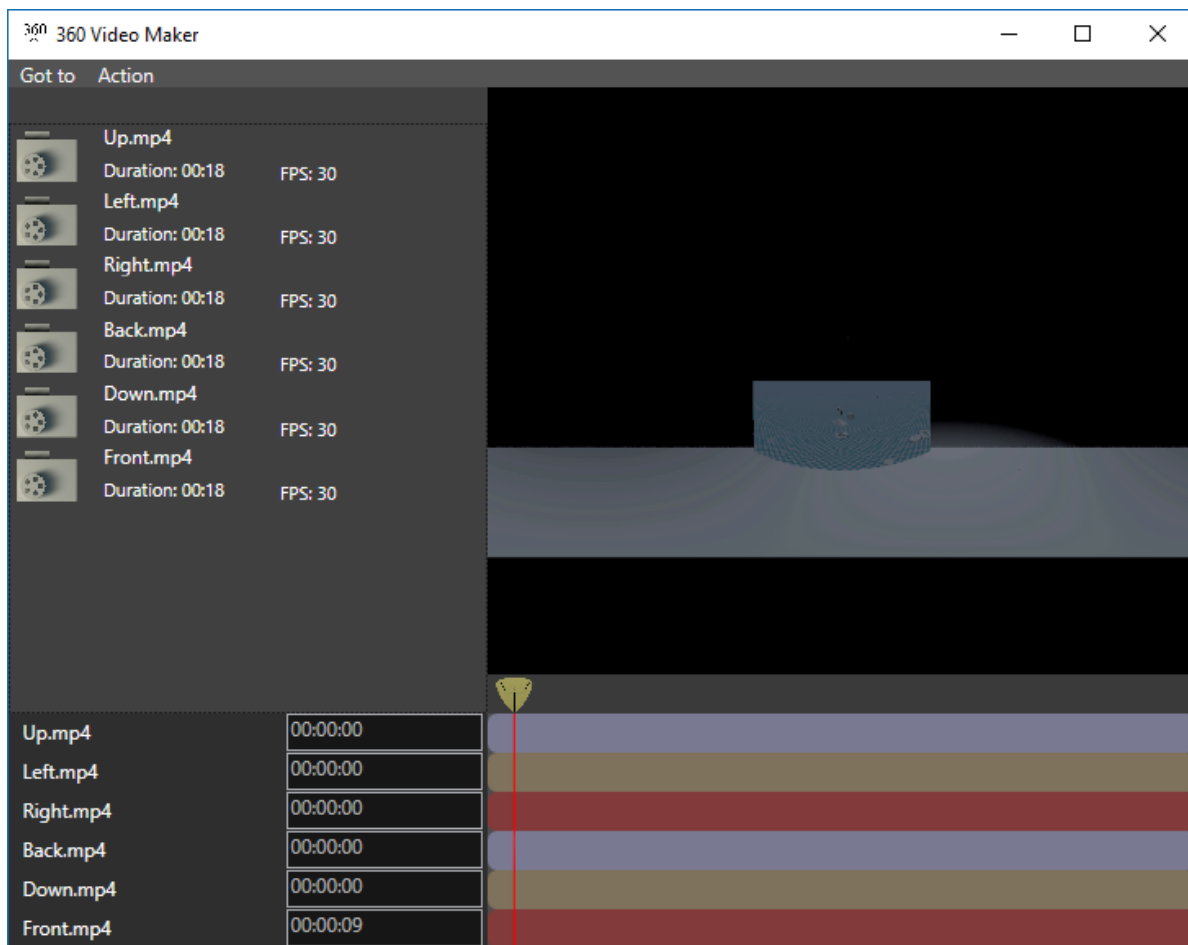 360 360 Video Maker
Got to Action
Up.mp4
Duration: 00:18 FPS: 30
Left.mp4
Duration: 00:18 FPS: 30
Right.mp4
Duration: 00:18 FPS: 30
Back.mp4
Duration: 00:18 FPS: 30
Down.mp4
Duration: 00:18 FPS: 30
Front.mp4
Duration: 00:18 FPS: 30
Up.mp4 00:00:00
Left.mp4 00:00:00
Right.mp4 00:00:00
Back.mp4 00:00:00
Down.mp4 00:00:00
Front.mp4 00:00:09